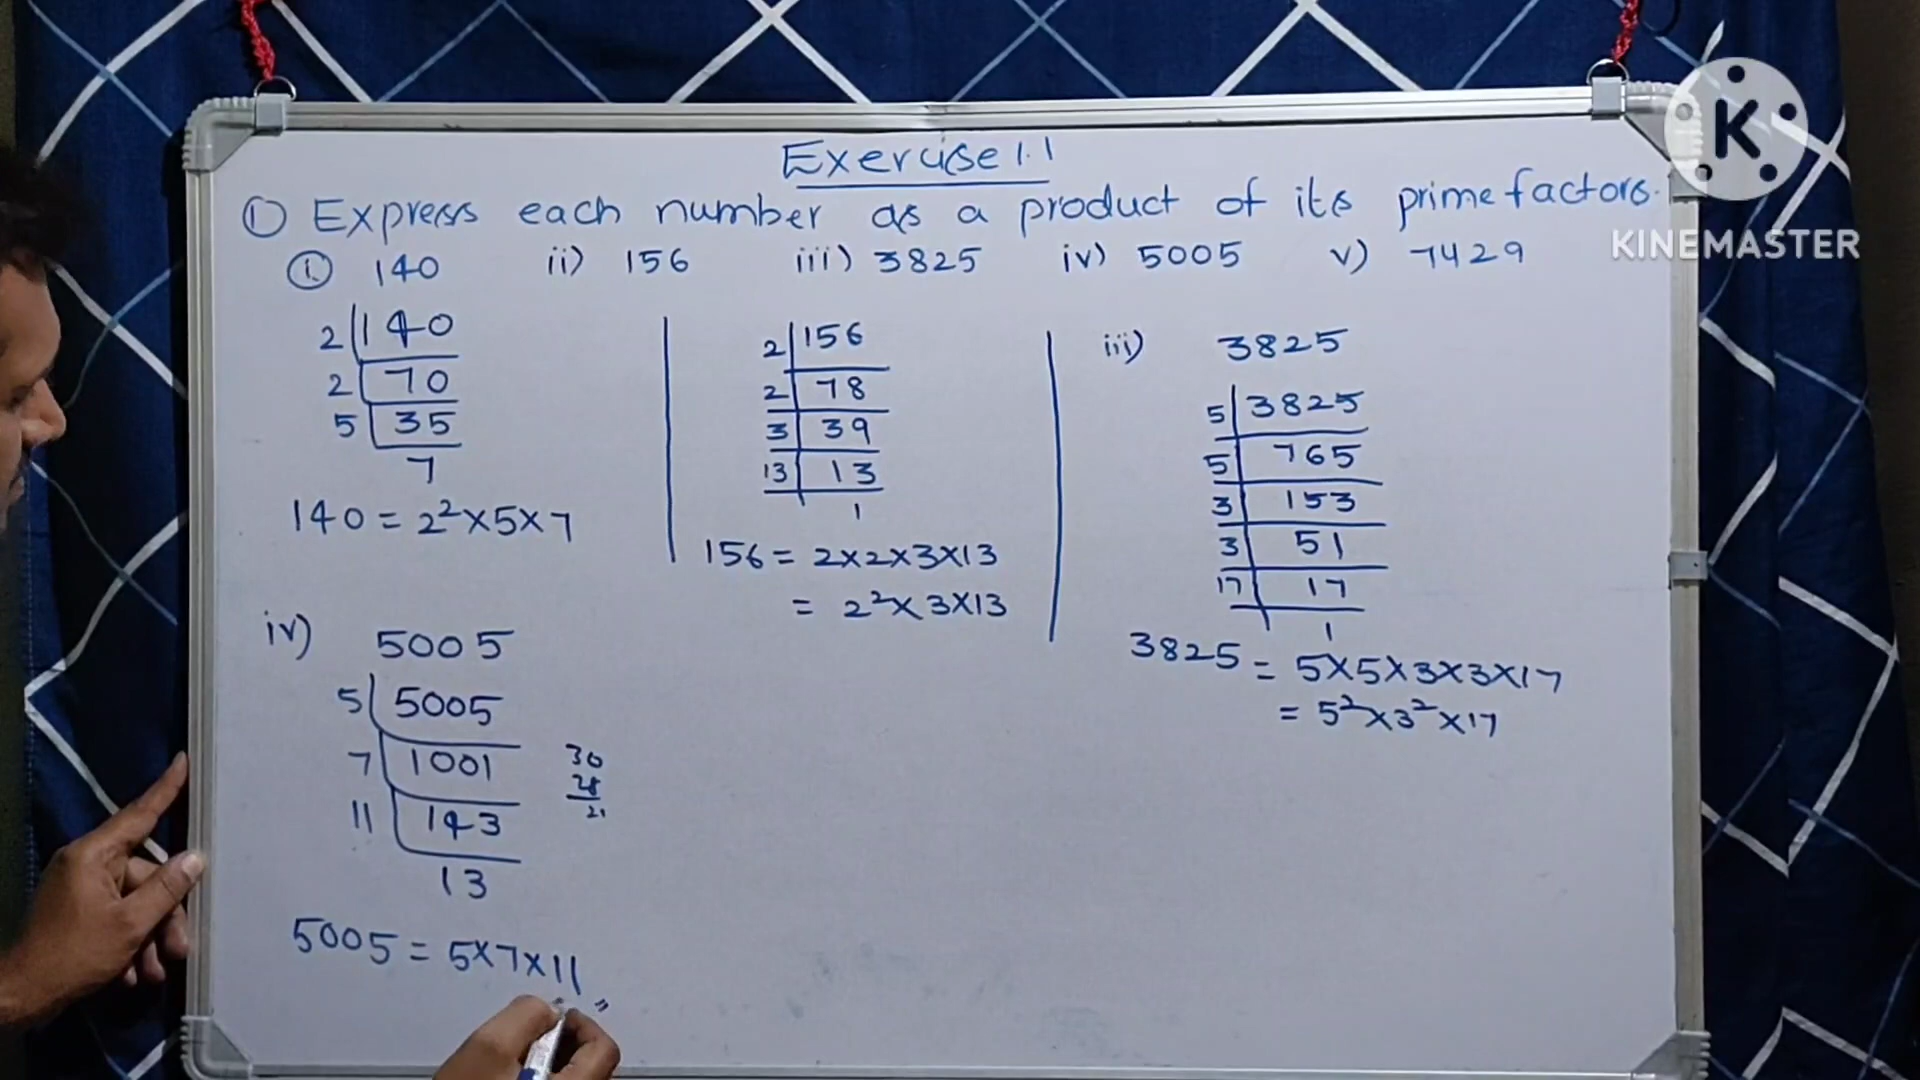 Exercise 1.1
① Express each number as a product of its prime factors.
ⓘ 140 ii) 156 iii) 3825 iv) 5005 v) 7429
2 140
2 70
5 35
7
140 = 2²×5×7
2 156
2 78
3 39
13 13
1
156 = 2×2×3×13
= 2²×3×13
iii) 3825
5 3825
5 765
3 153
3 51
17 17
1
3825 = 5×5×3×3×17
= 5²×3²×17
iv) 5005
5 5005
7 1001
11 143
13
30
28
21
5005 = 5×7×11
K
KINEMASTER